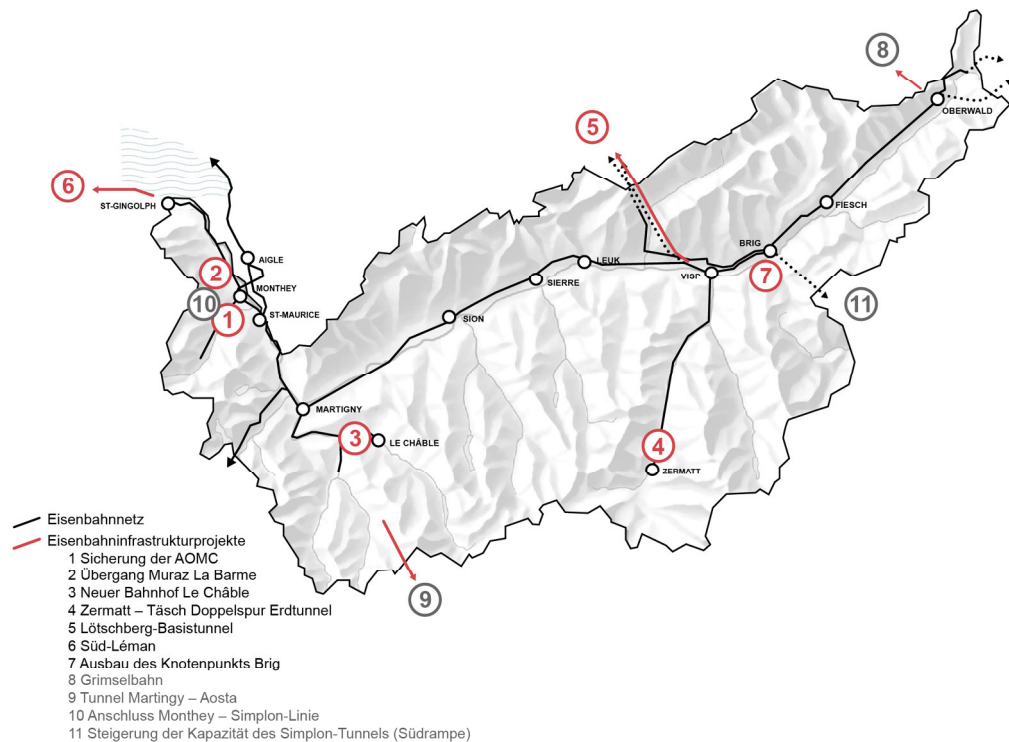 8
OBERWALD
5
6
ST-GINGOLPH
FIESCH
AIGLE
BRIG
2
LEUK
MONTHEY
VISP
7
SIERRE
10
11
1
ST-MAURICE
SION
MARTIGNY
3
LE CHÂBLE
4
ZERMATT
9
Eisenbahnnetz
Eisenbahninfrastrukturprojekte
1 Sicherung der AOMC
2 Übergang Muraz La Barme
3 Neuer Bahnhof Le Châble
4 Zermatt – Täsch Doppelspur Erdtunnel
5 Lötschberg-Basistunnel
6 Süd-Léman
7 Ausbau des Knotenpunkts Brig
8 Grimselbahn
9 Tunnel Martingy – Aosta
10 Anschluss Monthey – Simplon-Linie
11 Steigerung der Kapazität des Simplon-Tunnels (Südrampe)